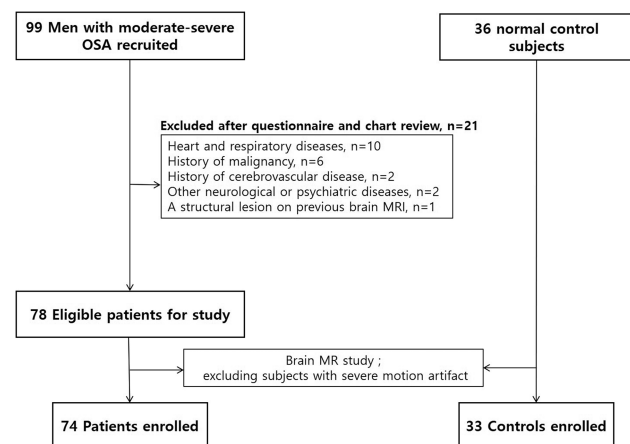 99 Men with moderate-severe
OSA recruited
36 normal control
subjects
Excluded after questionnaire and chart review, n=21
Heart and respiratory diseases, n=10
History of malignancy, n=6
History of cerebrovascular disease, n=2
Other neurological or psychiatric diseases, n=2
A structural lesion on previous brain MRI, n=1
78 Eligible patients for study
Brain MR study ;
excluding subjects with severe motion artifact
74 Patients enrolled
33 Controls enrolled